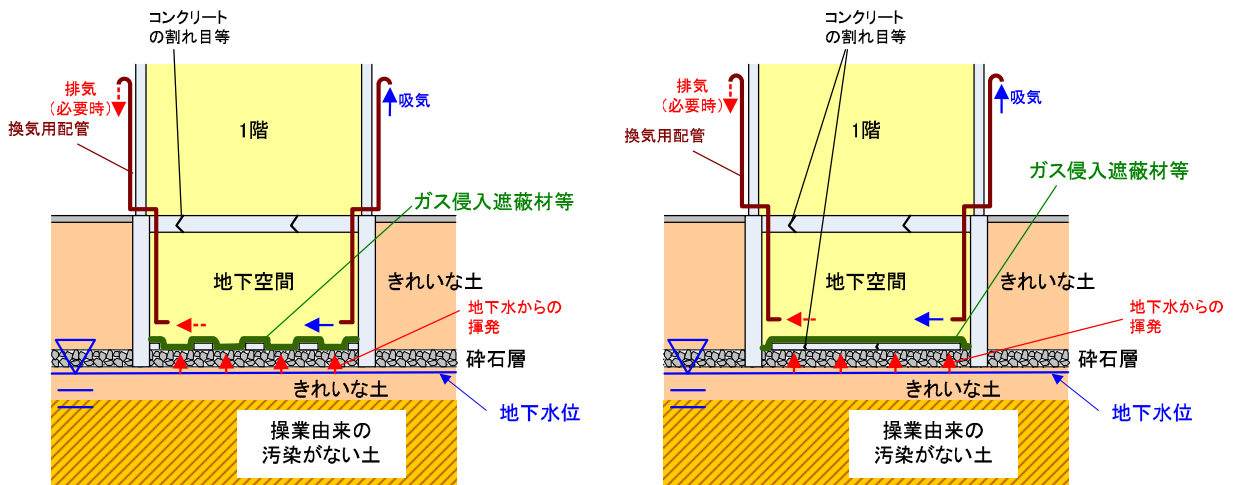 コンクリート
の割れ目等
排気
(必要時)
換気用配管
吸気
1階
ガス侵入遮蔽材等
地下空間
きれいな土
地下水からの
揮発
砕石層
きれいな土
地下水位
操業由来の
汚染がない土
コンクリート
の割れ目等
排気
(必要時)
換気用配管
吸気
1階
ガス侵入遮蔽材等
地下空間
きれいな土
地下水からの
揮発
砕石層
きれいな土
地下水位
操業由来の
汚染がない土